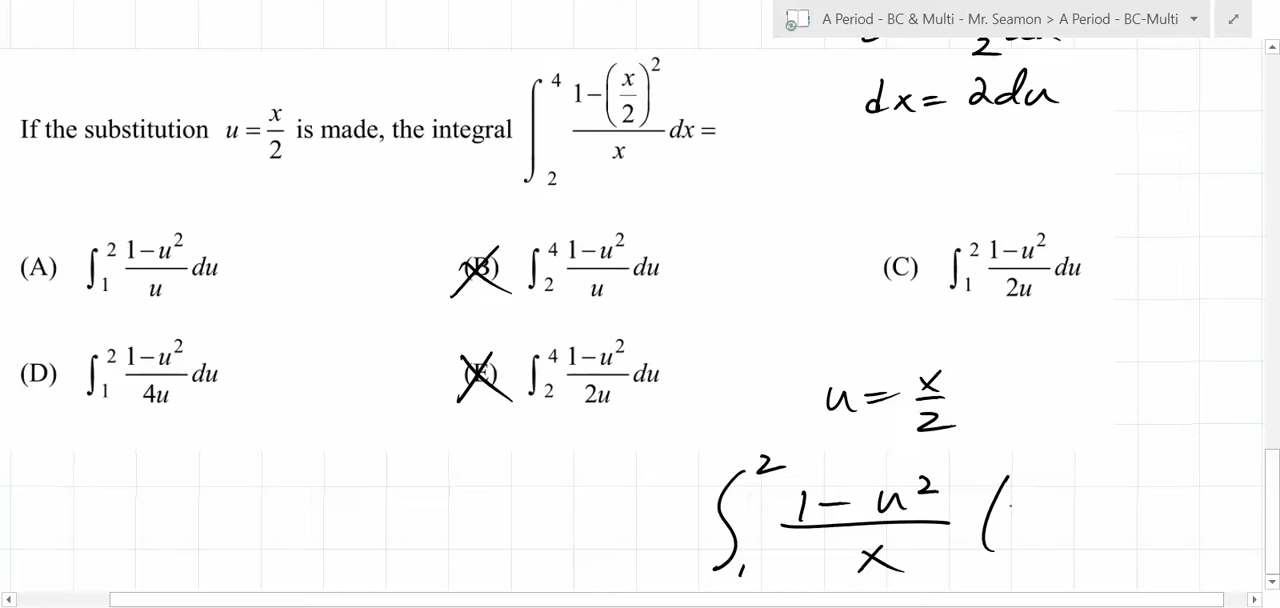 A Period - BC & Multi - Mr. Seamon > A Period - BC-Multi
2
dx = 2du
If the substitution u = x/2 is made, the integral ∫₂⁴ (1−(x/2)²)/x dx =
(A) ∫₁² (1−u²)/u du (B) ∫₂⁴ (1−u²)/u du (C) ∫₁² (1−u²)/2u du
(D) ∫₁² (1−u²)/4u du (E) ∫₂⁴ (1−u²)/2u du
u = x/2
∫₁² (1−u²)/x (